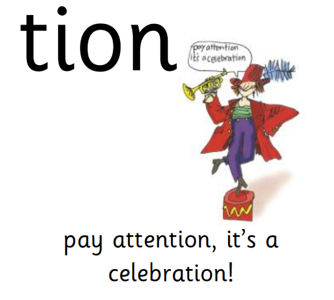 tion
pay attention
it's a celebration
pay attention, it's a
celebration!